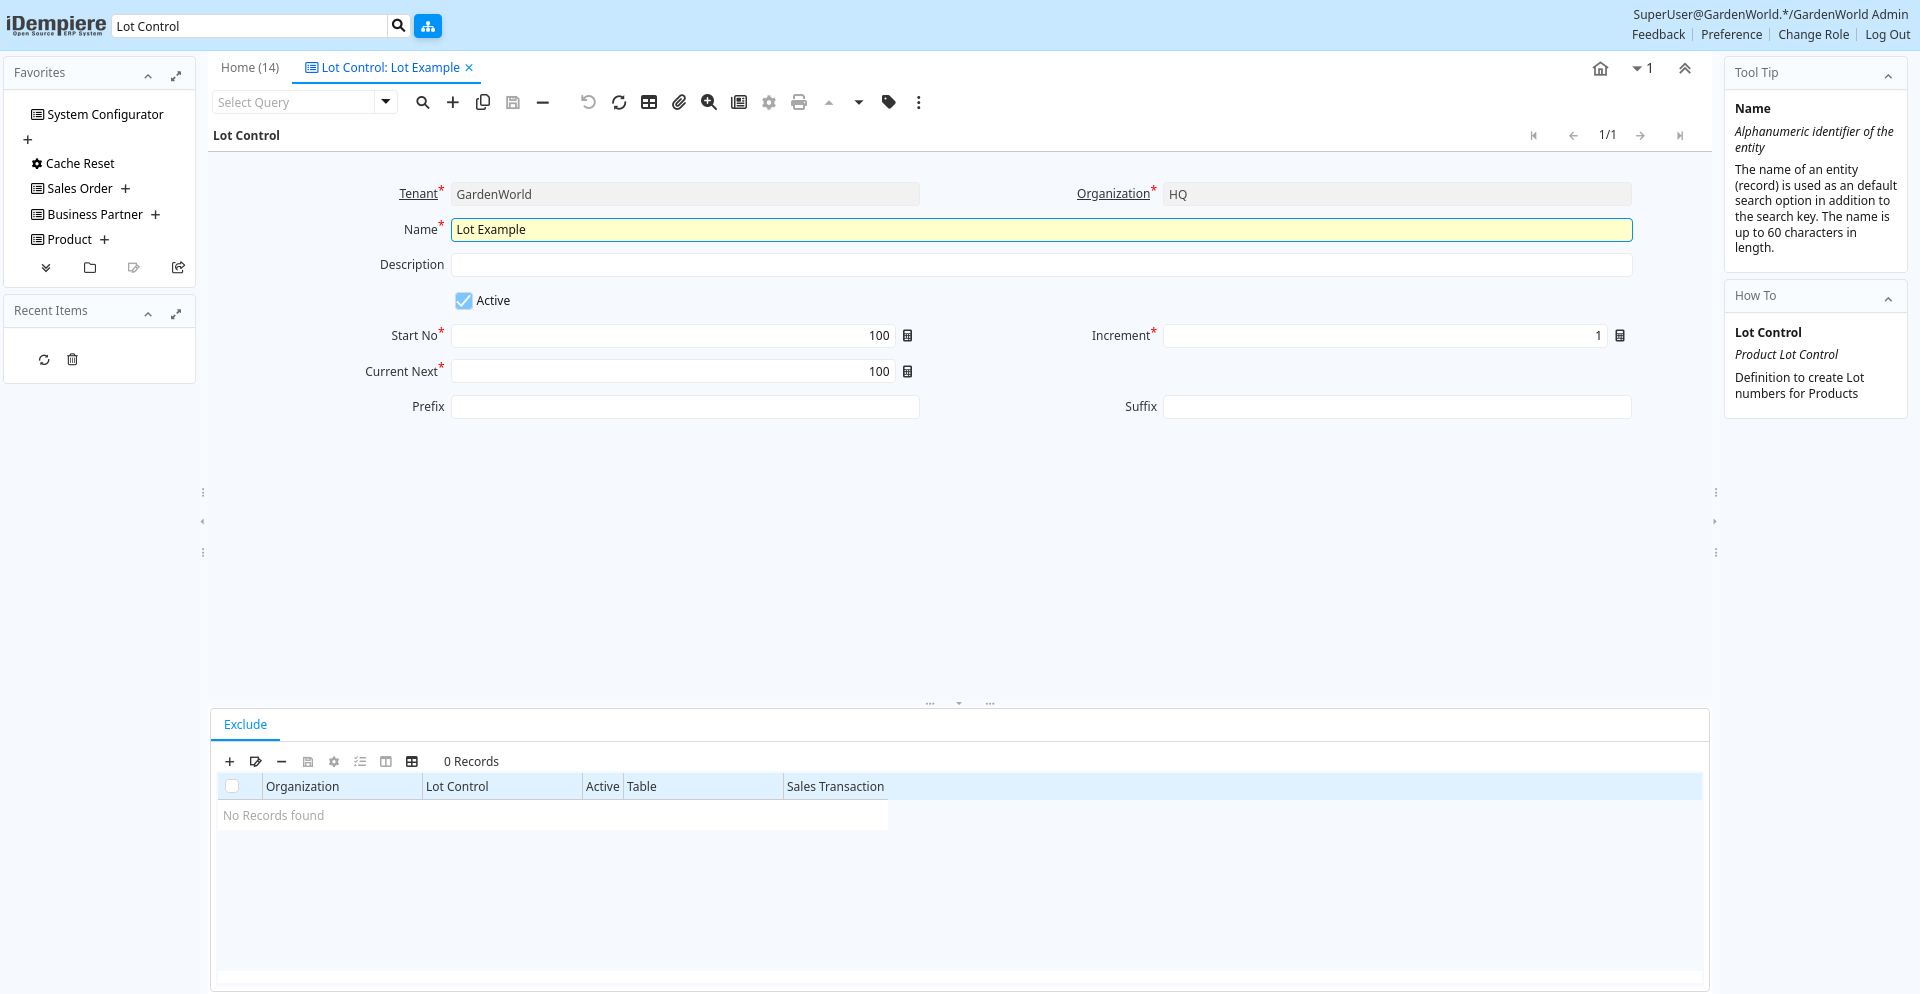 iDempiere
Open Source ERP System
Lot Control
SuperUser@GardenWorld.*/GardenWorld Admin
Feedback Preference Change Role Log Out
Favorites
System Configurator
Cache Reset
Sales Order
Business Partner
Product
Recent Items
Home (14)
Lot Control: Lot Example
1
Select Query
Lot Control
1/1
Tenant* GardenWorld
Organization* HQ
Name* Lot Example
Description
Active
Start No* 100
Increment* 1
Current Next* 100
Prefix
Suffix
Exclude
0 Records
Organization Lot Control Active Table Sales Transaction
No Records found
Tool Tip
Name
Alphanumeric identifier of the
entity
The name of an entity
(record) is used as an default
search option in addition to
the search key. The name is
up to 60 characters in
length.
How To
Lot Control
Product Lot Control
Definition to create Lot
numbers for Products